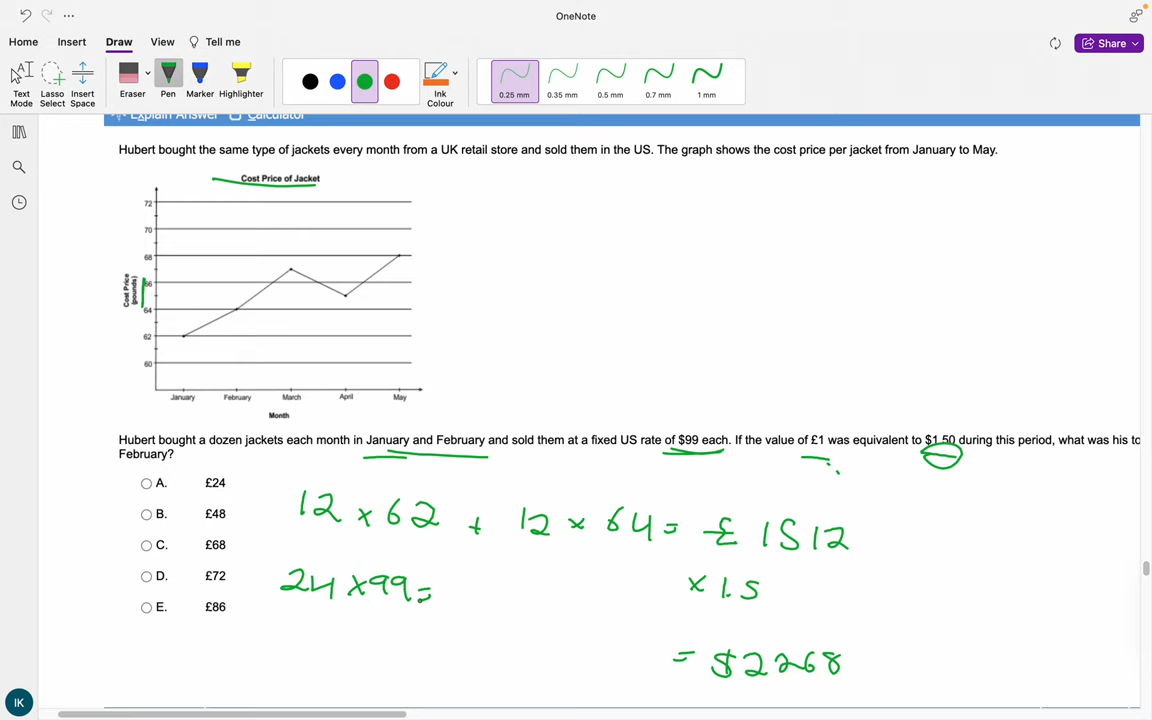 OneNote
Home Insert Draw View Tell me
Share
Text Mode
Lasso Select
Insert Space
Eraser
Pen
Marker
Highlighter
Ink Colour
0.25 mm
0.35 mm
0.5 mm
0.7 mm
1 mm
Explain Answer Calculator
Hubert bought the same type of jackets every month from a UK retail store and sold them in the US. The graph shows the cost price per jacket from January to May.
Cost Price of Jacket
72
70
68
66
64
62
60
Cost Price (pounds)
January February March April May
Month
Hubert bought a dozen jackets each month in January and February and sold them at a fixed US rate of $99 each. If the value of £1 was equivalent to $1.50 during this period, what was his to
February?
A. £24
B. £48
C. £68
D. £72
E. £86
12 × 62 + 12 × 64 = £ 1512
24 × 99 =
× 1.5
= $2268
IK